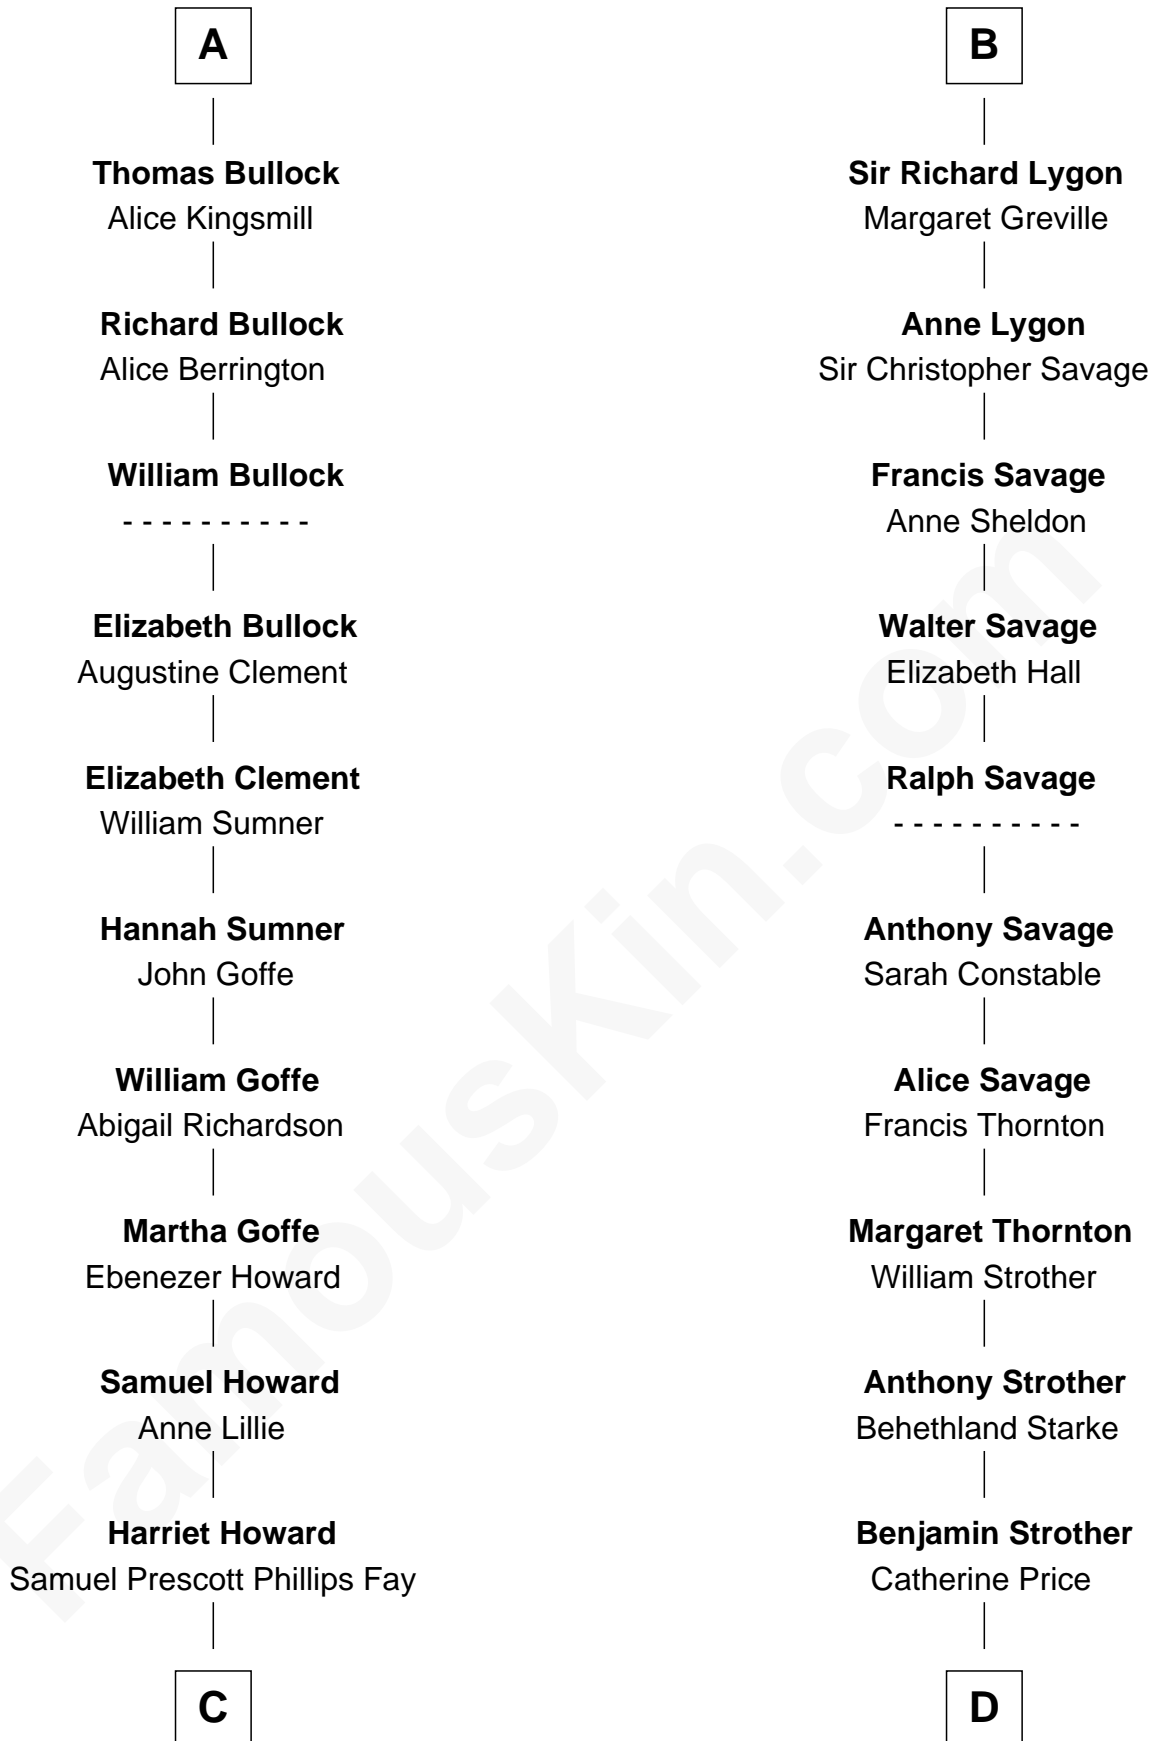 A
Thomas Bullock
Alice Kingsmill
Richard Bullock
Alice Berrington
William Bullock
- - - - - - - - - -
Elizabeth Bullock
Augustine Clement
Elizabeth Clement
William Sumner
Hannah Sumner
John Goffe
William Goffe
Abigail Richardson
Martha Goffe
Ebenezer Howard
Samuel Howard
Anne Lillie
Harriet Howard
Samuel Prescott Phillips Fay
C
B
Sir Richard Lygon
Margaret Greville
Anne Lygon
Sir Christopher Savage
Francis Savage
Anne Sheldon
Walter Savage
Elizabeth Hall
Ralph Savage
- - - - - - - - - -
Anthony Savage
Sarah Constable
Alice Savage
Francis Thornton
Margaret Thornton
William Strother
Anthony Strother
Behethland Starke
Benjamin Strother
Catherine Price
D
FamousKin.com